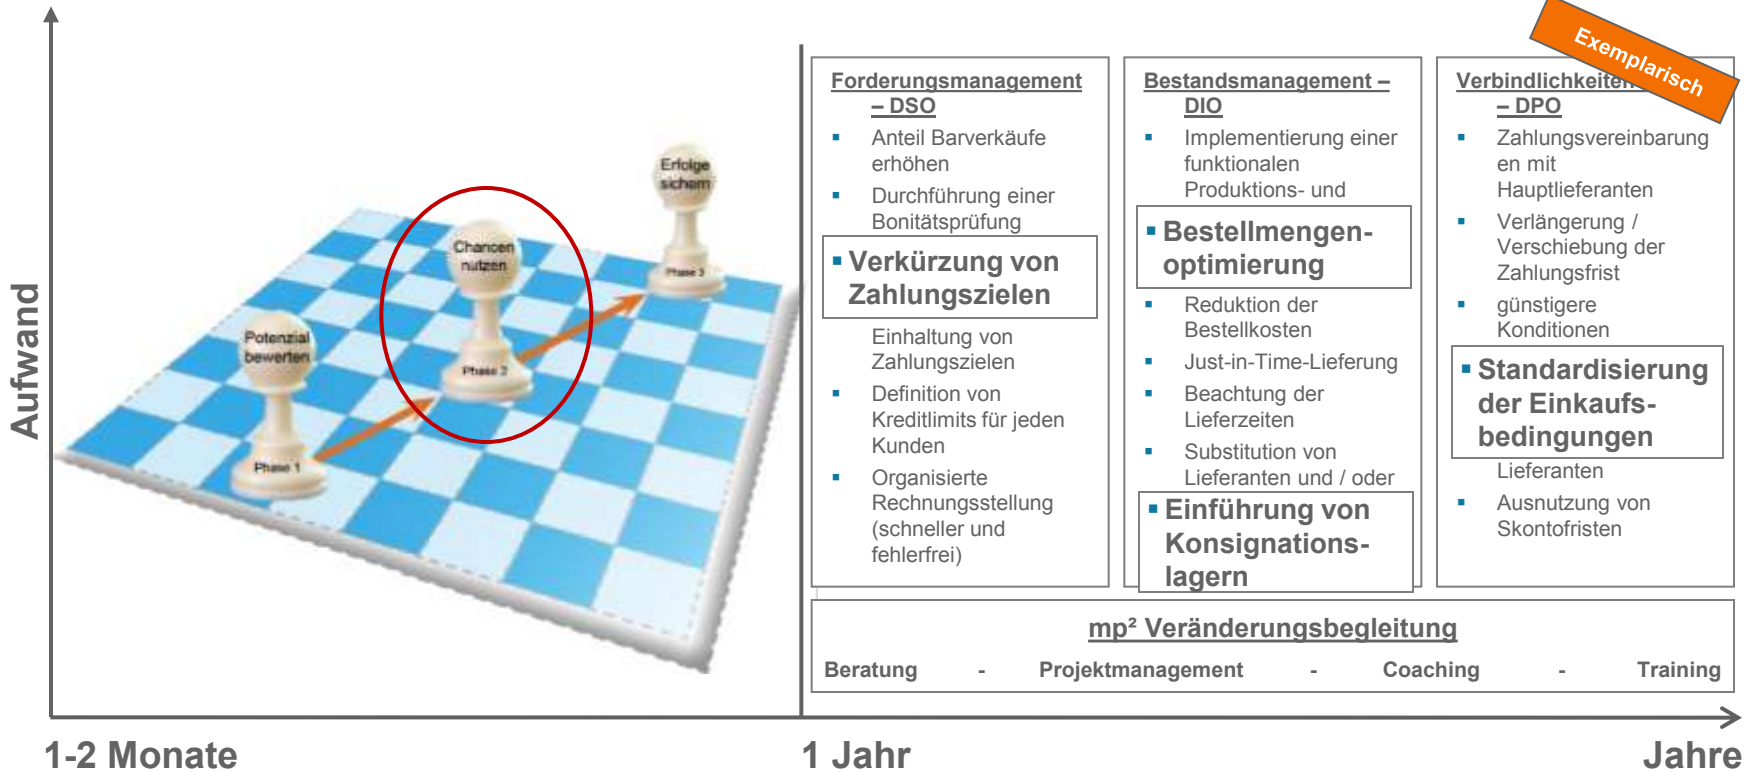 Aufwand
Potenzial
bewerten
Phase 1
Chancen
nutzen
Phase 2
Erfolge
sichern
Phase 3
Exemplarisch
Forderungsmanagement
– DSO
▪ Anteil Barverkäufe
erhöhen
▪ Durchführung einer
Bonitätsprüfung
▪ Verkürzung von
Zahlungszielen
Einhaltung von
Zahlungszielen
▪ Definition von
Kreditlimits für jeden
Kunden
▪ Organisierte
Rechnungsstellung
(schneller und
fehlerfrei)
Bestandsmanagement –
DIO
▪ Implementierung einer
funktionalen
Produktions- und
▪ Bestellmengen-
optimierung
▪ Reduktion der
Bestellkosten
▪ Just-in-Time-Lieferung
▪ Beachtung der
Lieferzeiten
▪ Substitution von
Lieferanten und / oder
▪ Einführung von
Konsignations-
lagern
Verbindlichkeiten
– DPO
▪ Zahlungsvereinbarung
en mit
Hauptlieferanten
▪ Verlängerung /
Verschiebung der
Zahlungsfrist
▪ günstigere
Konditionen
▪ Standardisierung
der Einkaufs-
bedingungen
Lieferanten
▪ Ausnutzung von
Skontofristen
mp² Veränderungsbegleitung
Beratung - Projektmanagement - Coaching - Training
1-2 Monate
1 Jahr
Jahre